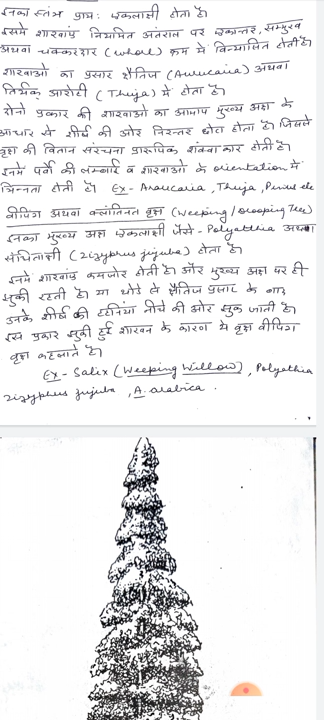 इनका स्तंभ प्रायः एकलाक्षी होता है।
इसमें शाखाएं नियमित अंतराल पर एकान्तर, सम्मुख
अथवा चक्करदार (whorl) क्रम में विन्यासित होती है।
शाखाओं का प्रसार क्षैतिज (Auucaria) अथवा
तिर्यक आरोही (Thuja) में होता है।
दोनो प्रकार की शाखाओं का आमाप मुख्य अक्ष के
आधार से शीर्ष की ओर निरन्तर छोटा होता है। जिससे
वृक्ष की वितान संरचना प्रारूपिक शंक्वाकार होती है।
इनमें पर्वो की लम्बाई व शाखाओं के orientation में
भिन्नता होती है। Ex - Araucaria, Thuja, Pinus etc
वीपिंग अथवा क्लांतिनत वृक्ष (Weeping/Drooping Tree)
इनका मुख्य अक्ष एकलाक्षी जैसे - Polyalthia अथवा
संधिताक्षी (Zizyphus jujuba) होता है।
इनमें शाखाएं कमजोर होती है। और मुख्य अक्ष पर ही
झुकी रहती है। या थोडे से क्षैतिज प्रसार के बाद
उनके शीर्ष की टहनियां नीचे की ओर झुक जाती है।
इस प्रकार झुकी हुई शाखन के कारण ये वृक्ष वीपिंग
वृक्ष कहलाते है।
Ex - Salix (Weeping Willow), Polyalthia
Zizyphus jujuba, A. arabica.